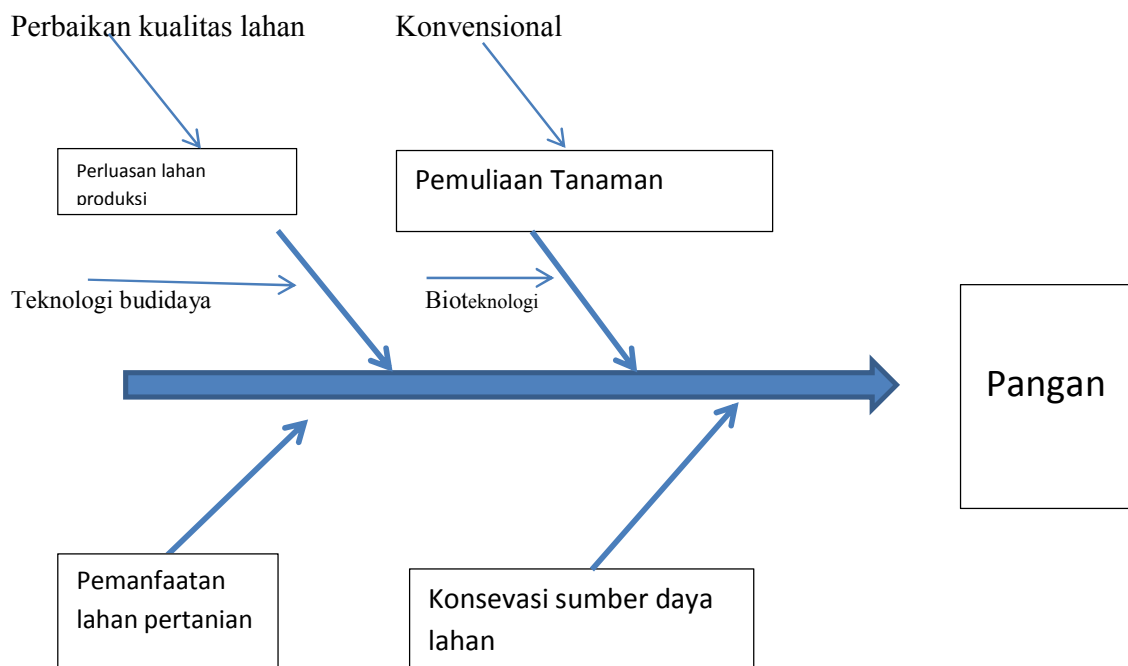 Perbaikan kualitas lahan
Konvensional
Perluasan lahan
produksi
Pemuliaan Tanaman
Teknologi budidaya
Bioteknologi
Pangan
Pemanfaatan
lahan pertanian
Konsevasi sumber daya
lahan